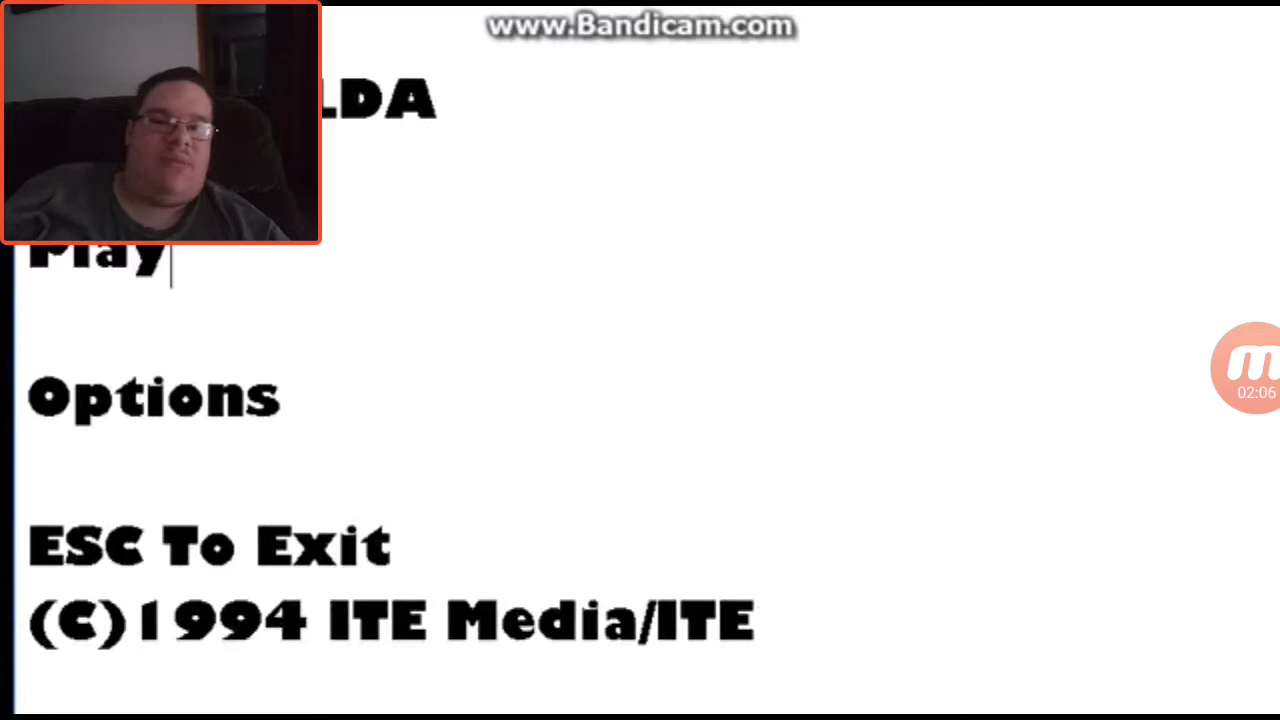 www.Bandicam.com
LDA
Play
Options
ESC To Exit
(C)1994 ITE Media/ITE
02:06